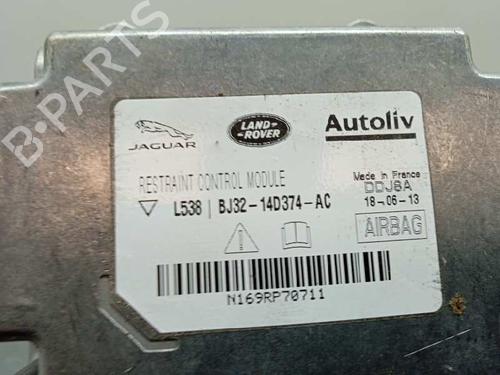 B-PARTS
JAGUAR
LAND-
ROVER
Autoliv
RESTRAINT CONTROL MODULE
L538 | BJ32-14D374-AC
Made in France
DDJ8A
18-06-13
AIRBAG
N169RP70711